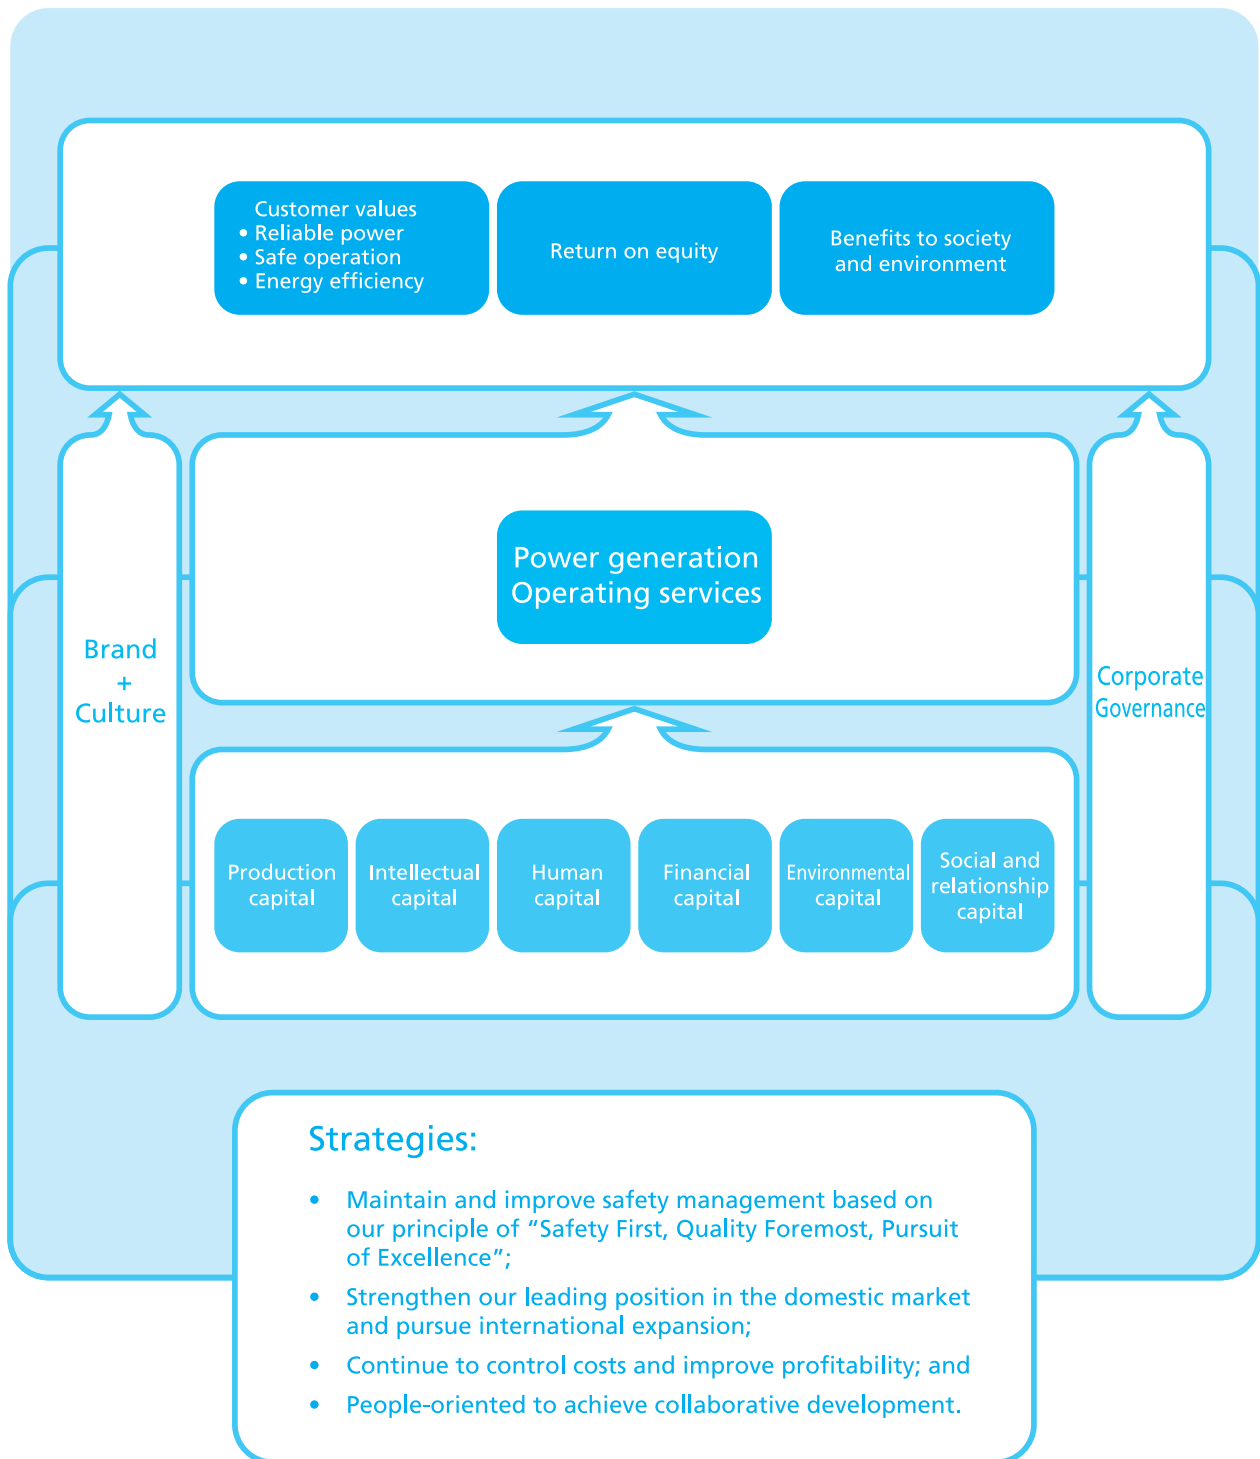 Customer values
• Reliable power
• Safe operation
• Energy efficiency
Return on equity
Benefits to society
and environment
Power generation
Operating services
Brand
+
Culture
Corporate
Governance
Production
capital
Intellectual
capital
Human
capital
Financial
capital
Environmental
capital
Social and
relationship
capital
Strategies:
• Maintain and improve safety management based on
our principle of “Safety First, Quality Foremost, Pursuit
of Excellence”;
• Strengthen our leading position in the domestic market
and pursue international expansion;
• Continue to control costs and improve profitability; and
• People-oriented to achieve collaborative development.